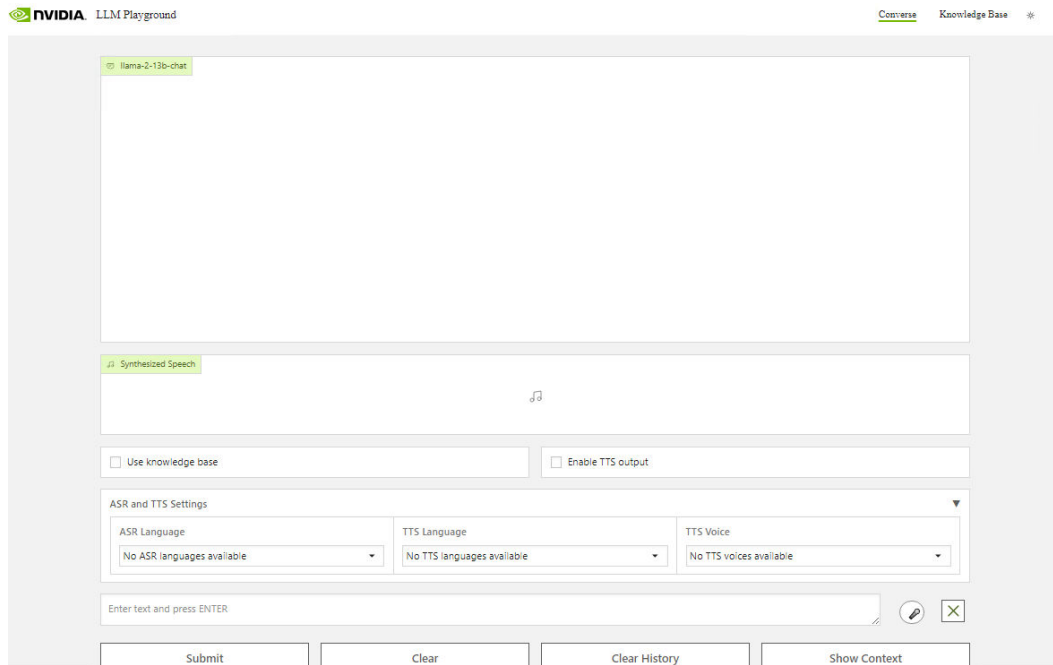 NVIDIA. LLM Playground Converse Knowledge Base
llama-2-13b-chat
Synthesized Speech
Use knowledge base Enable TTS output
ASR and TTS Settings
ASR Language TTS Language TTS Voice
No ASR languages available No TTS languages available No TTS voices available
Enter text and press ENTER
Submit Clear Clear History Show Context